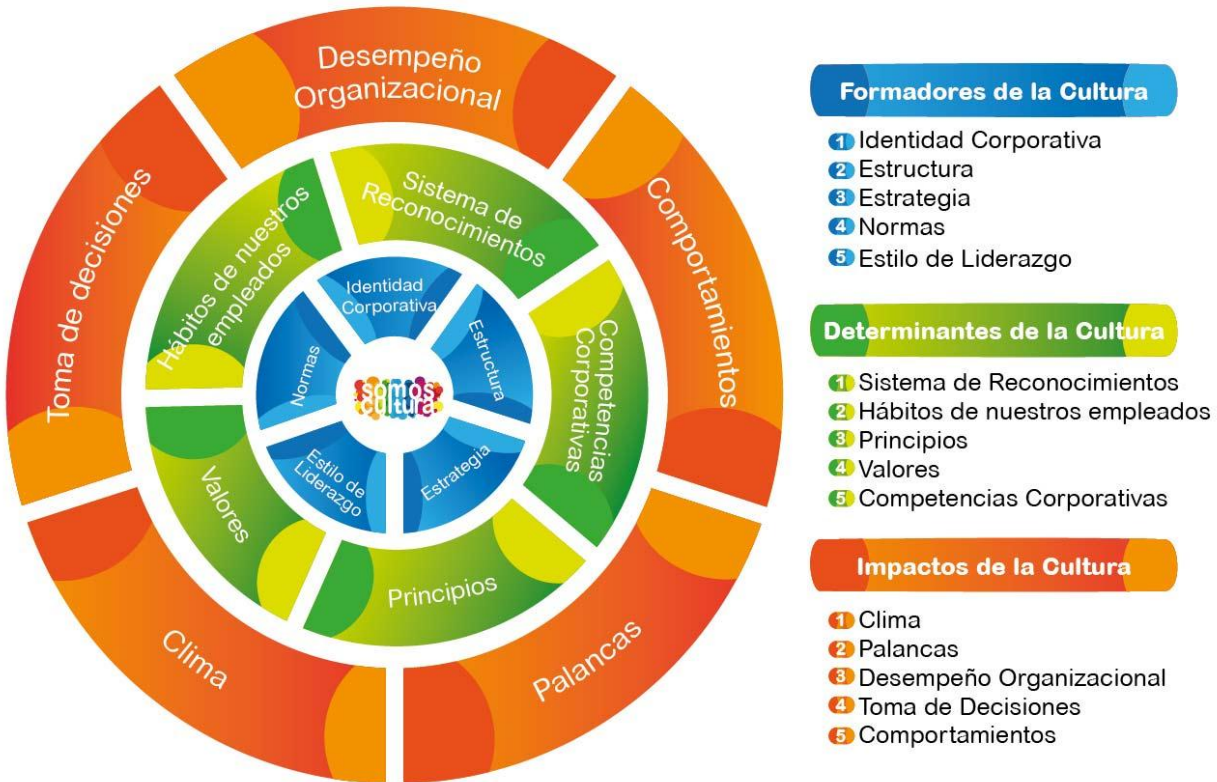 Desempeño
Organizacional
Comportamientos
Palancas
Clima
Toma de decisiones
Sistema de
Reconocimientos
Competencias
Corporativas
Principios
Valores
Hábitos de nuestros
empleados
Identidad
Corporativa
Estructura
Estrategia
Estilo de
Liderazgo
Normas
somos
cultura
Formadores de la Cultura
1 Identidad Corporativa
2 Estructura
3 Estrategia
4 Normas
5 Estilo de Liderazgo
Determinantes de la Cultura
1 Sistema de Reconocimientos
2 Hábitos de nuestros empleados
3 Principios
4 Valores
5 Competencias Corporativas
Impactos de la Cultura
1 Clima
2 Palancas
3 Desempeño Organizacional
4 Toma de Decisiones
5 Comportamientos